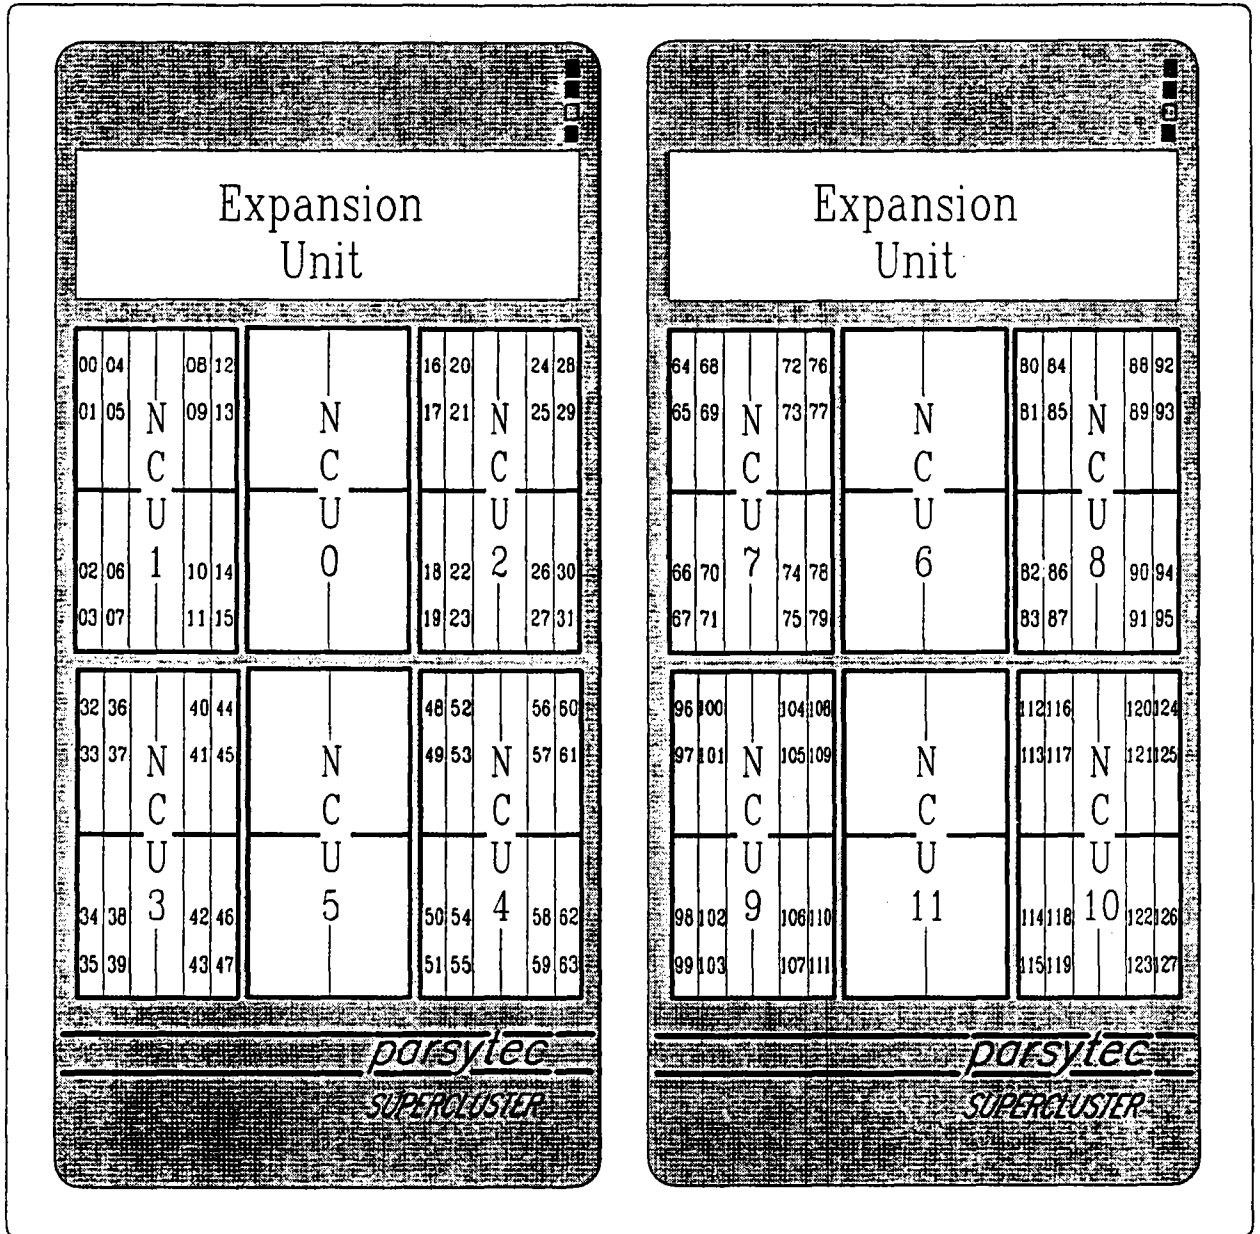 Expansion
Unit
00 04 08 12
01 05 09 13
02 06 10 14
03 07 11 15
N
C
U
1
N
C
U
0
16 20 24 28
17 21 25 29
18 22 26 30
19 23 27 31
N
C
U
2
32 36 40 44
33 37 41 45
34 38 42 46
35 39 43 47
N
C
U
3
N
C
U
5
48 52 56 60
49 53 57 61
50 54 58 62
51 55 59 63
N
C
U
4
parsytec
SUPERCLUSTER
Expansion
Unit
64 68 72 76
65 69 73 77
66 70 74 78
67 71 75 79
N
C
U
7
N
C
U
6
80 84 88 92
81 85 89 93
82 86 90 94
83 87 91 95
N
C
U
8
96 100 104 108
97 101 105 109
98 102 106 110
99 103 107 111
N
C
U
9
N
C
U
11
112 116 120 124
113 117 121 125
114 118 122 126
115 119 123 127
N
C
U
10
parsytec
SUPERCLUSTER